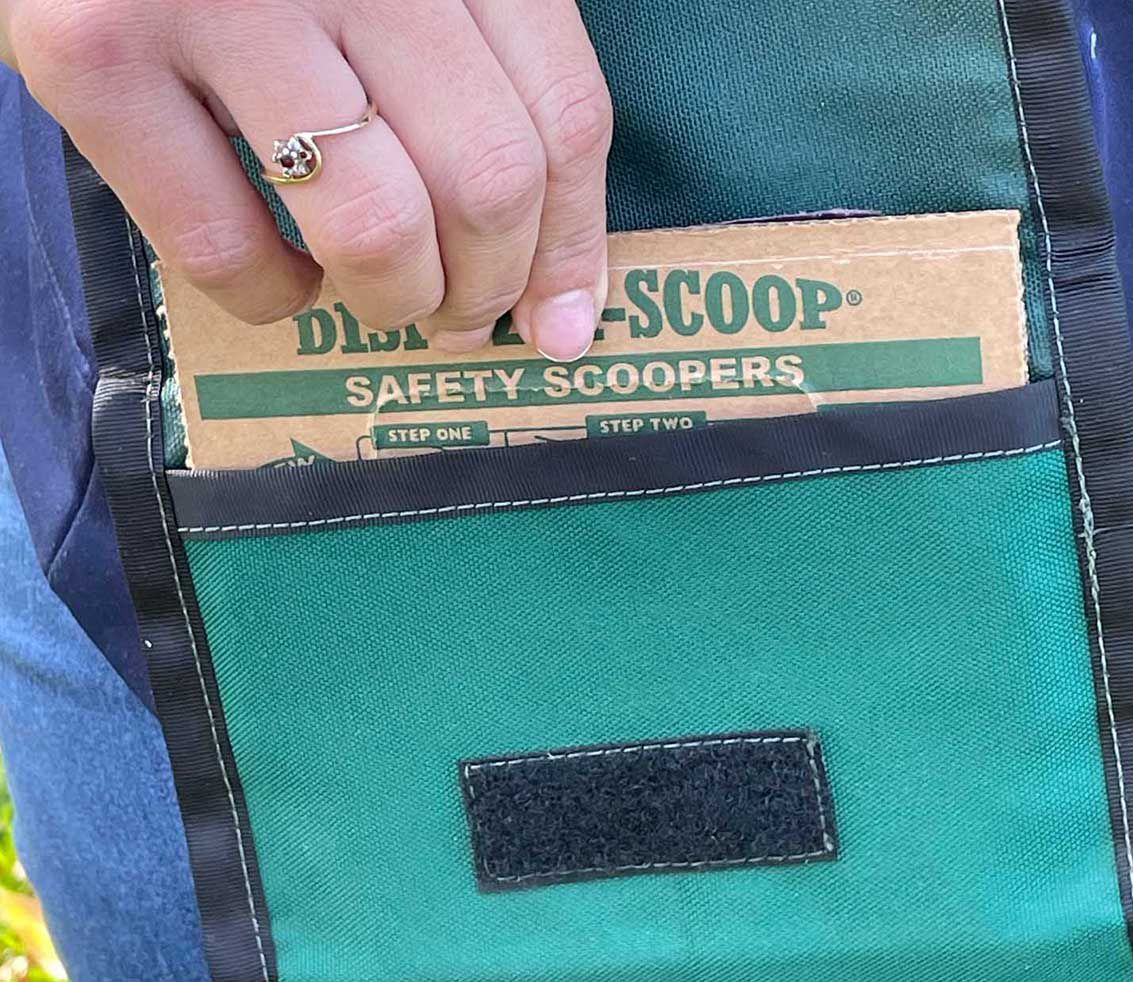 -SCOOP®
SAFETY SCOOPERS
STEP ONE
STEP TWO